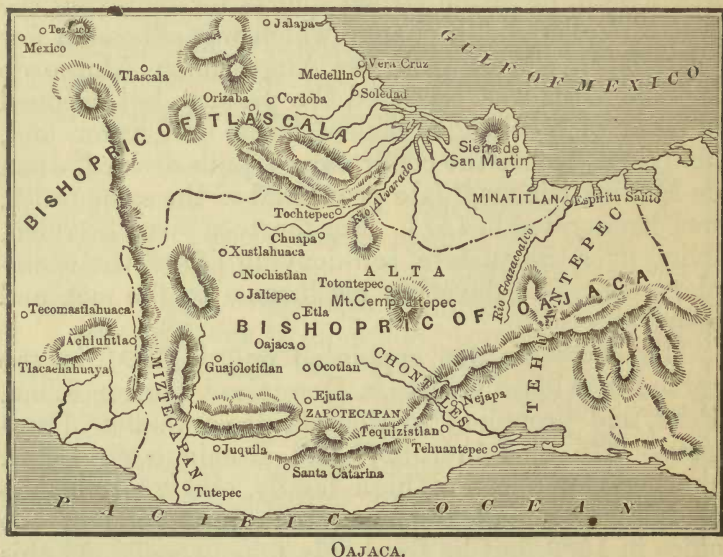 Jalapa
Mexico
Tlascala
Vera Cruz
Medellin
Orizaba
Cordoba
Soledad
GULF OF MEXICO
BISHOPRIC OF TLASCALA
Sierra de
San Martin
Rio Alvarado
MINATITLAN
Espiritu Santo
Tochtepec
Chuapa
Rio Goazacoalco
Xustlahuaca
ALTA
Nochistlan
Totontepec
Jaltepec
Mt. Cempoaltepec
Tecomastlahuaca
Etla
BISHOPRIC OF OAJACA
TEHUANTEPEC
Achluhtla
Oajaca
Tlacaehahuaya
Guajolotitlan
Ocotlan
CHONTALES
MIZTECAPAN
Ejutla
Nejapa
ZAPOTECAPAN
Tequizistlan
Juquila
Tehuantepec
Santa Catarina
Tutepec
PACIFIC OCEAN
OAJACA.